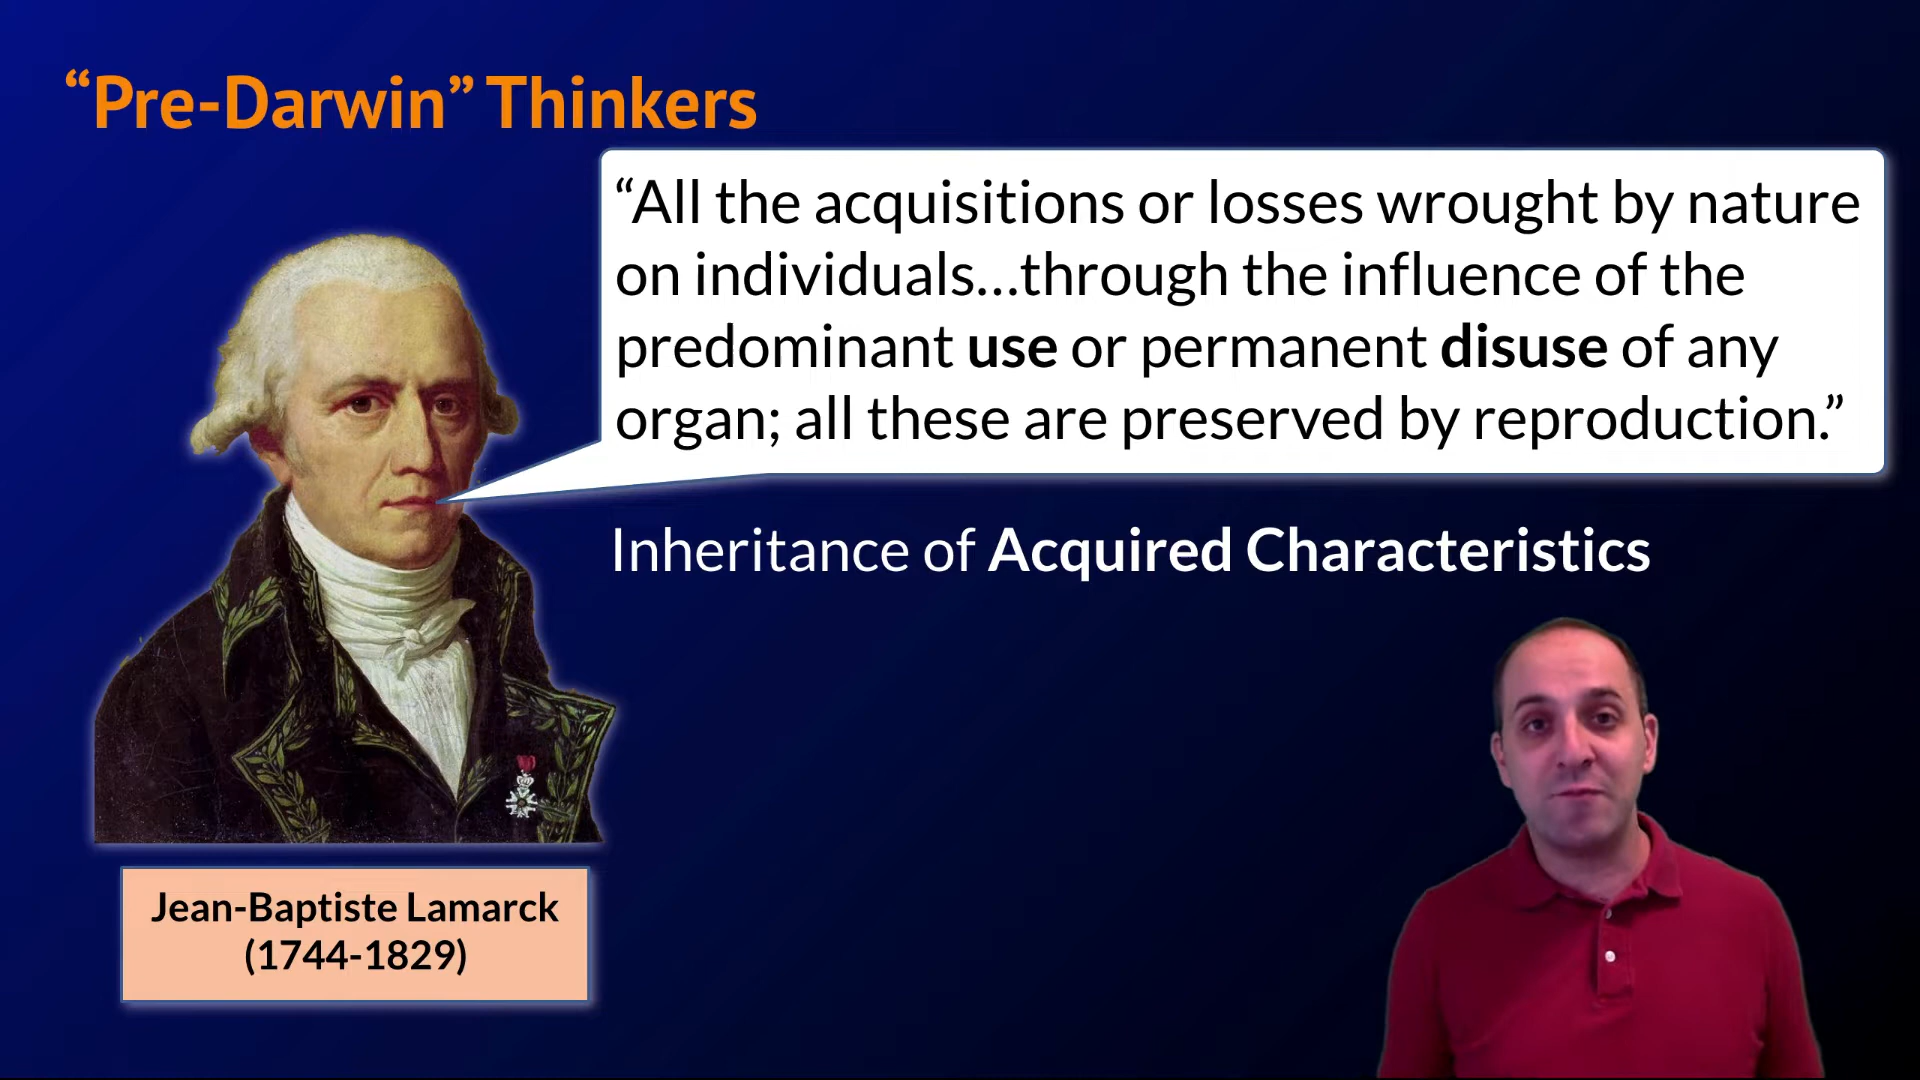 “Pre-Darwin” Thinkers
“All the acquisitions or losses wrought by nature
on individuals…through the influence of the
predominant use or permanent disuse of any
organ; all these are preserved by reproduction.”
Inheritance of Acquired Characteristics
Jean-Baptiste Lamarck
(1744-1829)